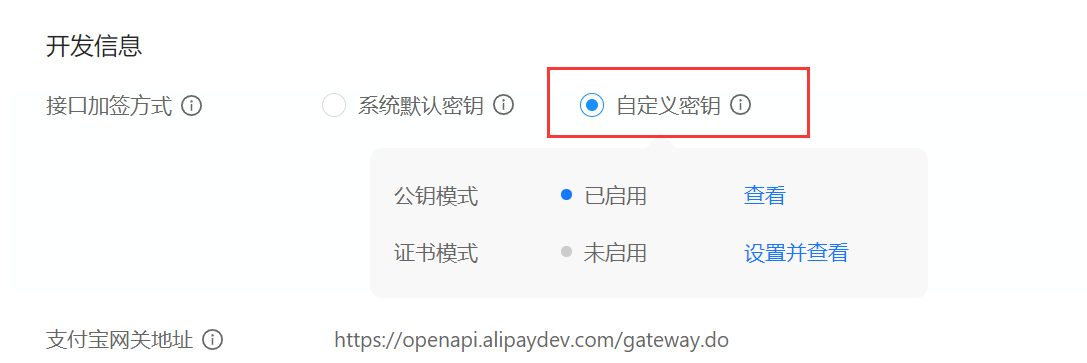 开发信息
接口加签方式 系统默认密钥 自定义密钥
公钥模式 已启用 查看
证书模式 未启用 设置并查看
支付宝网关地址 https://openapi.alipaydev.com/gateway.do